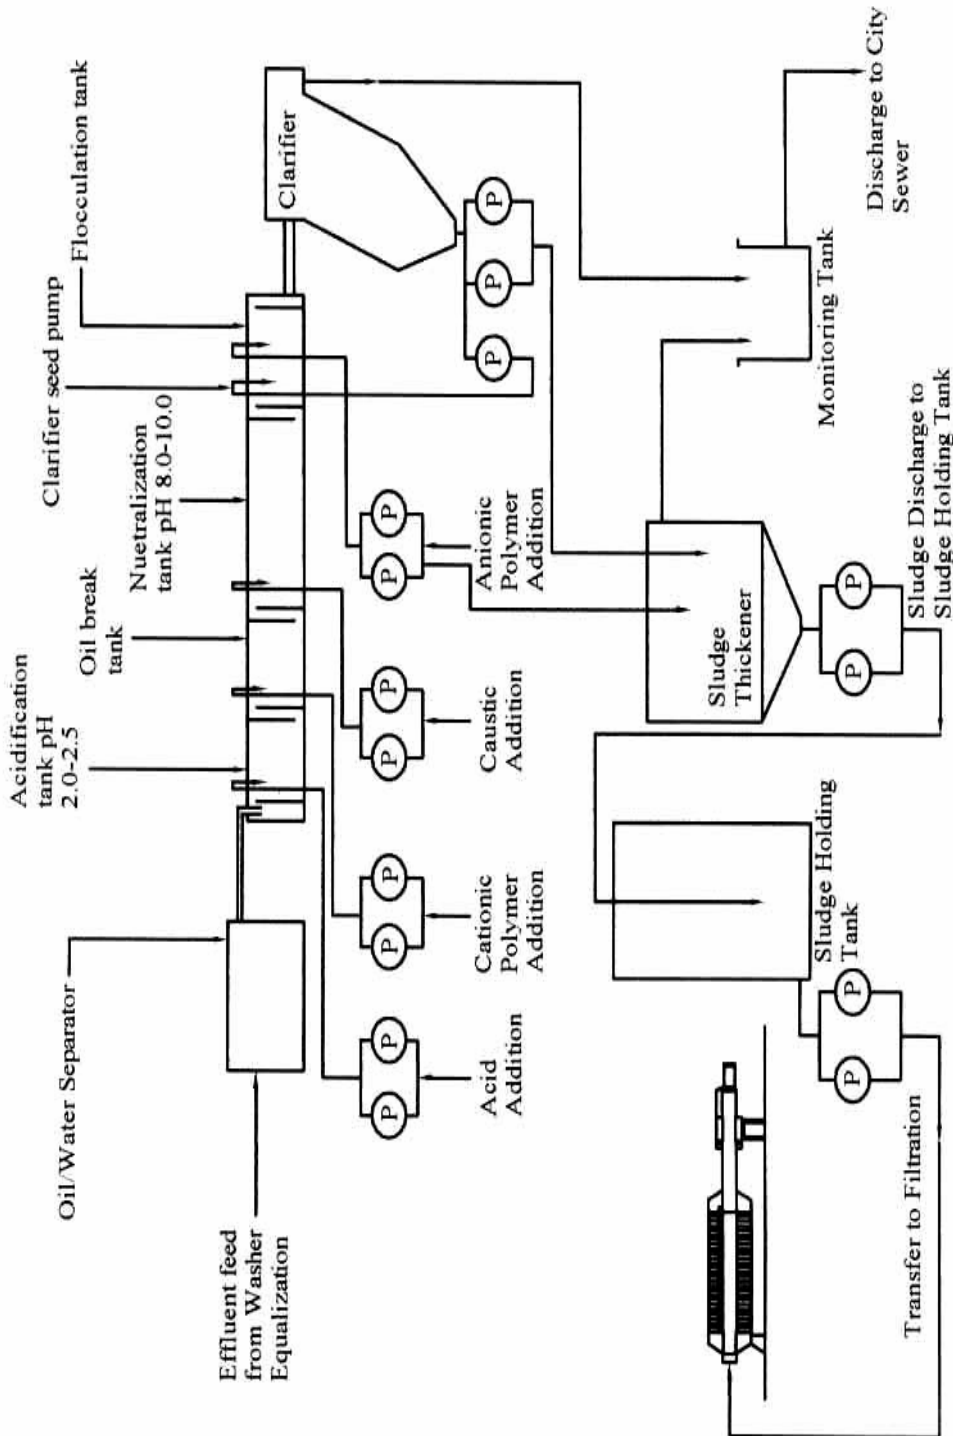 Oil/Water Separator
Acidification
tank pH
2.0-2.5
Oil break
tank
Nuetralization
tank pH 8.0-10.0
Clarifier seed pump
Flocculation tank
Effluent feed
from Washer
Equalization
Clarifier
P
P
P
P
P
Acid
Addition
P
P
Cationic
Polymer
Addition
P
P
Caustic
Addition
P
P
Anionic
Polymer
Addition
Sludge
Thickener
P
P
Sludge Discharge to
Sludge Holding Tank
Monitoring Tank
Discharge to City
Sewer
Sludge Holding
Tank
P
P
Transfer to Filtration